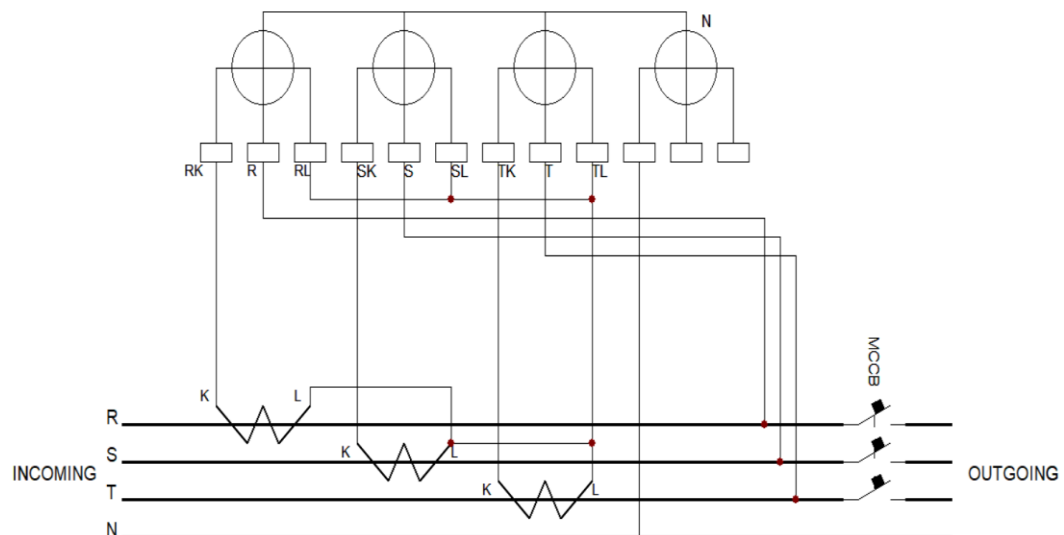 N
RK R RL SK S SL TK T TL
MCCB
K L
R
K L
S
INCOMING
OUTGOING
K L
T
N